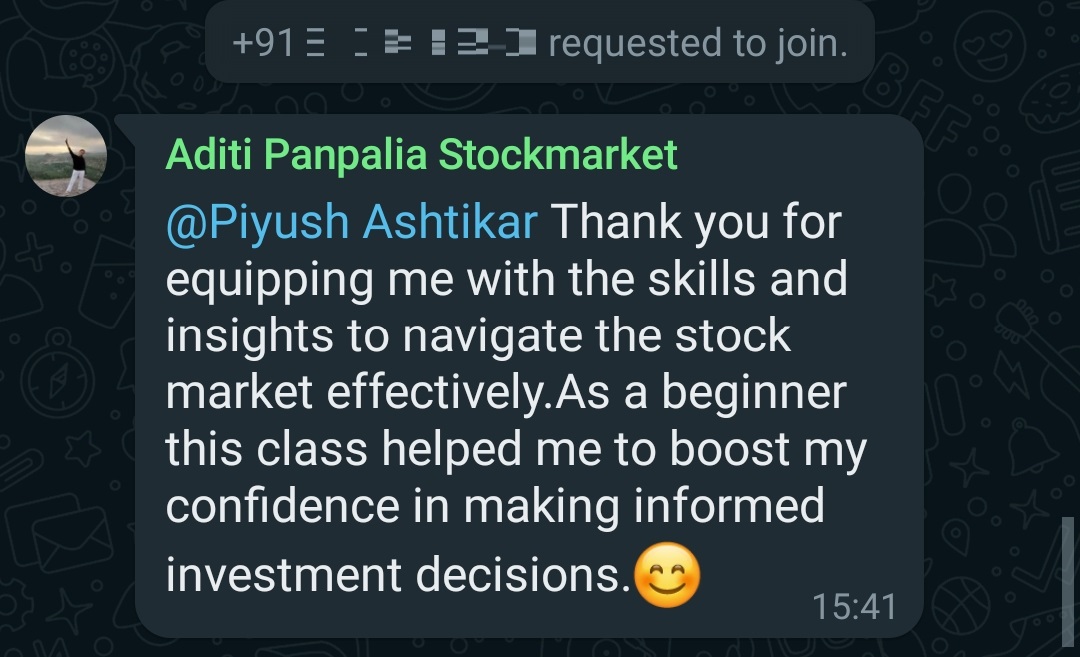 +91 requested to join.
Aditi Panpalia Stockmarket
@Piyush Ashtikar Thank you for
equipping me with the skills and
insights to navigate the stock
market effectively.As a beginner
this class helped me to boost my
confidence in making informed
investment decisions.😊
15:41